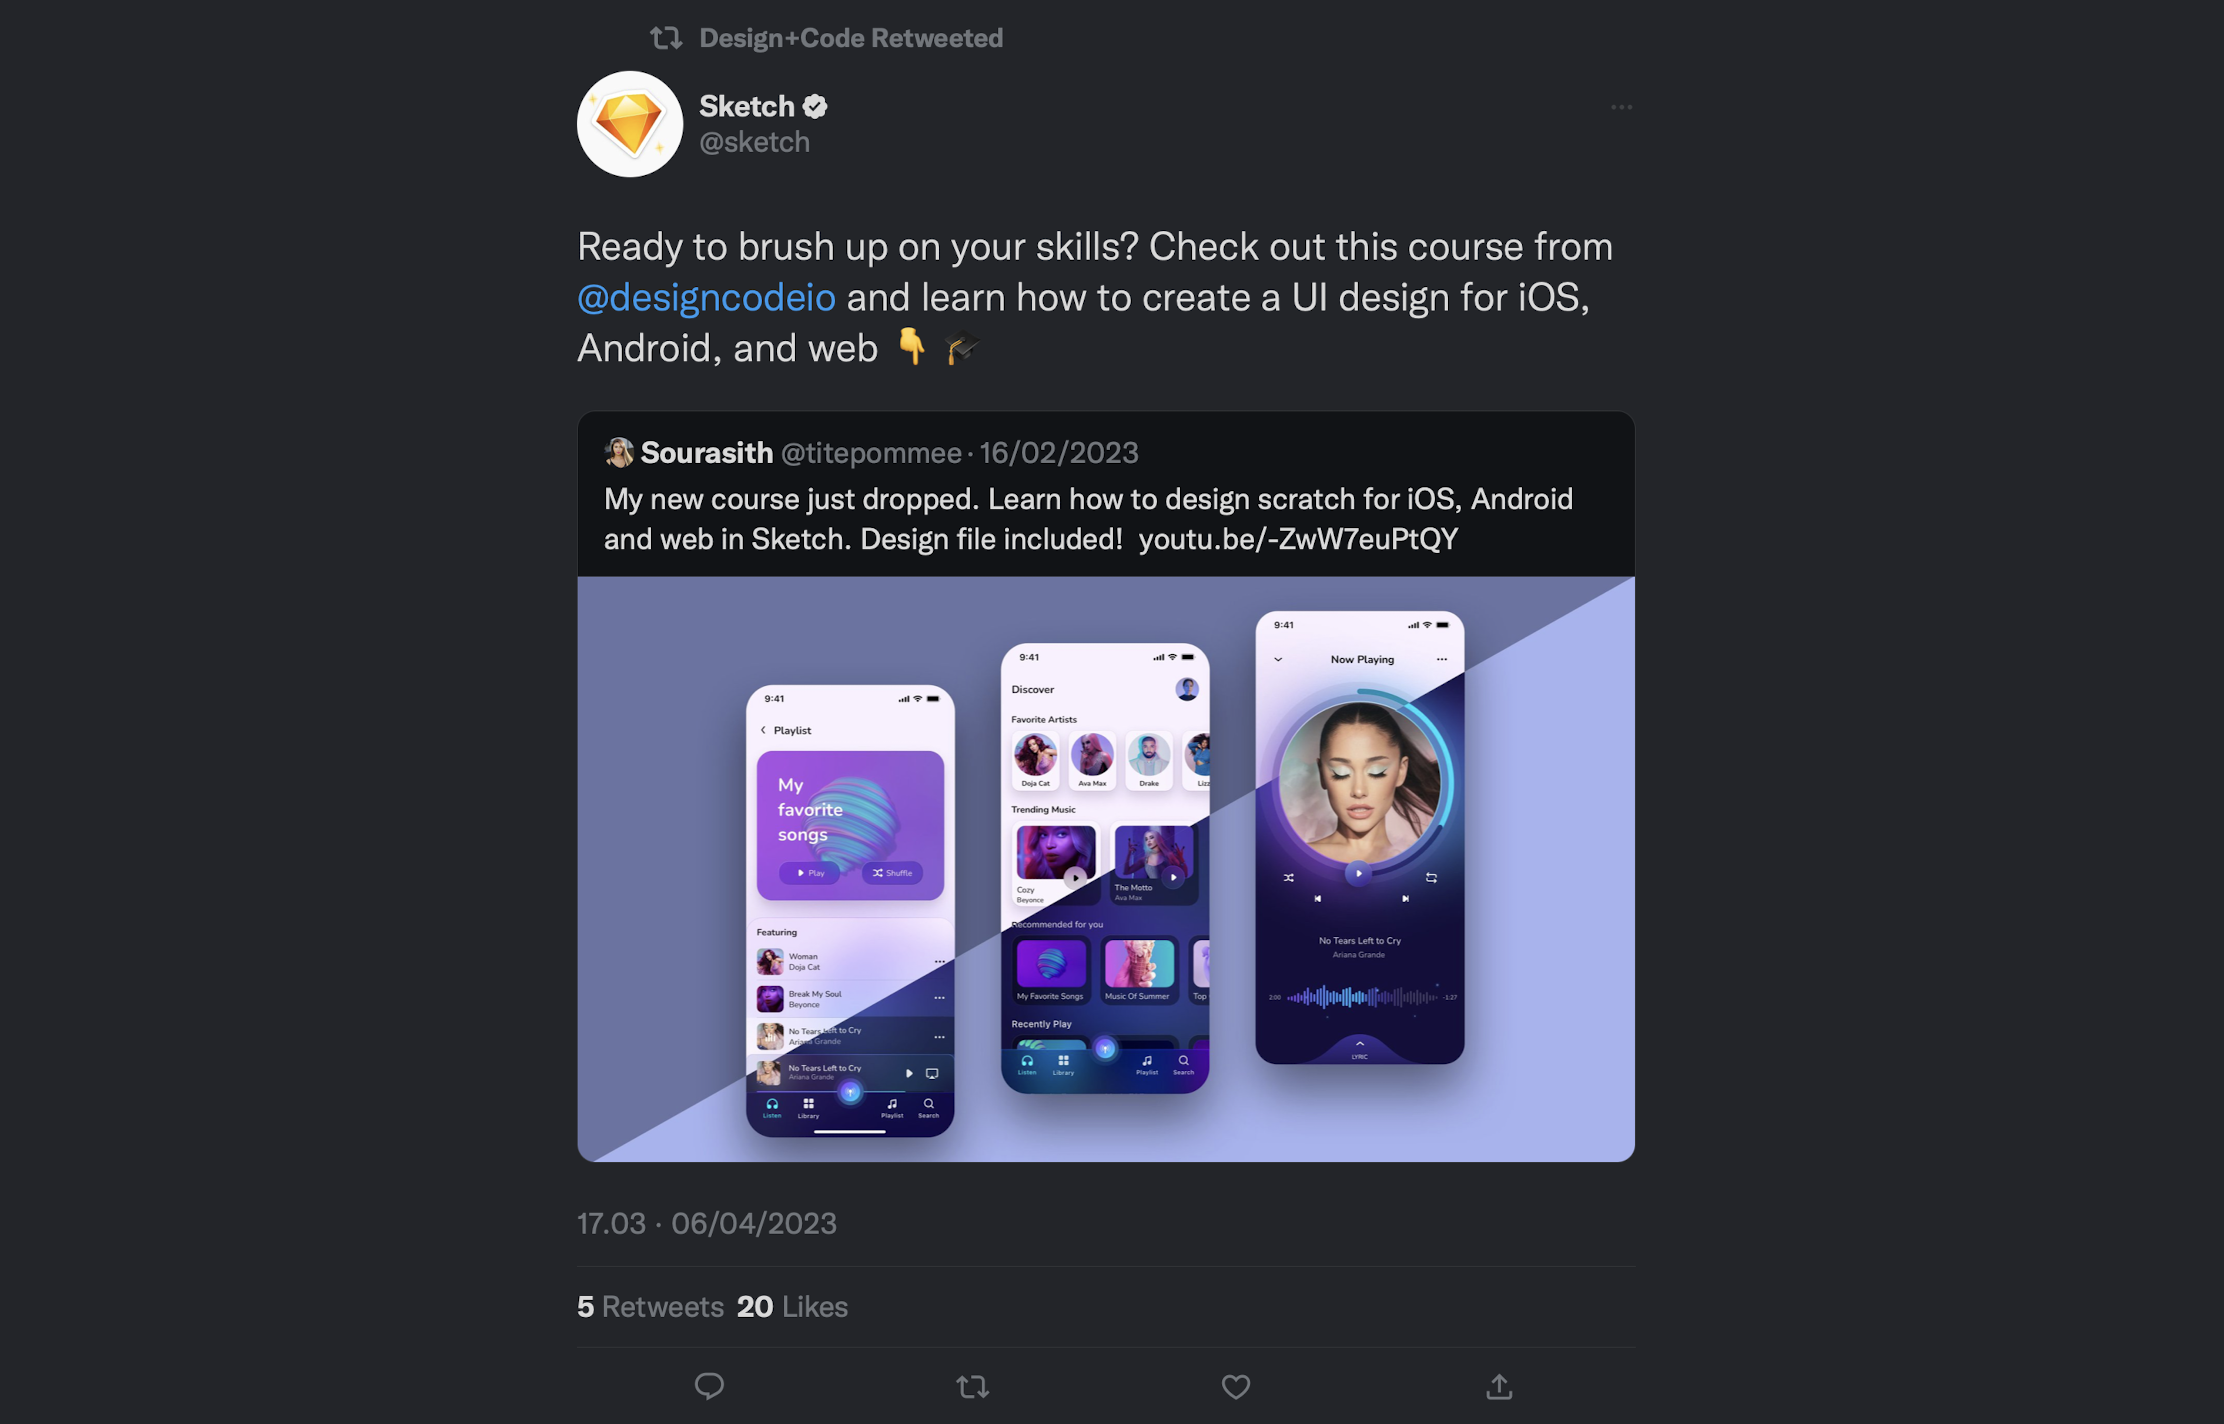 Design+Code Retweeted
Sketch
@sketch
Ready to brush up on your skills? Check out this course from
@designcodeio and learn how to create a UI design for iOS,
Android, and web 👇 🎓
Sourasith @titepommee · 16/02/2023
My new course just dropped. Learn how to design scratch for iOS, Android
and web in Sketch. Design file included! youtu.be/-ZwW7euPtQY
9:41
Playlist
My
favorite
songs
Play
Shuffle
Featuring
Woman
Doja Cat
Break My Soul
Beyonce
No Tears Left to Cry
Ariana Grande
No Tears Left to Cry
Ariana Grande
Listen
Library
Playlist
Search
9:41
Discover
Favorite Artists
Doja Cat
Ava Max
Drake
Liz
Trending Music
Cozy
Beyonce
The Motto
Ava Max
Recommended for you
My Favorite Songs
Music Of Summer
Top
Recently Play
Listen
Library
Playlist
Search
9:41
Now Playing
No Tears Left to Cry
Ariana Grande
2:00
-1:27
LYRIC
17.03 · 06/04/2023
5 Retweets 20 Likes